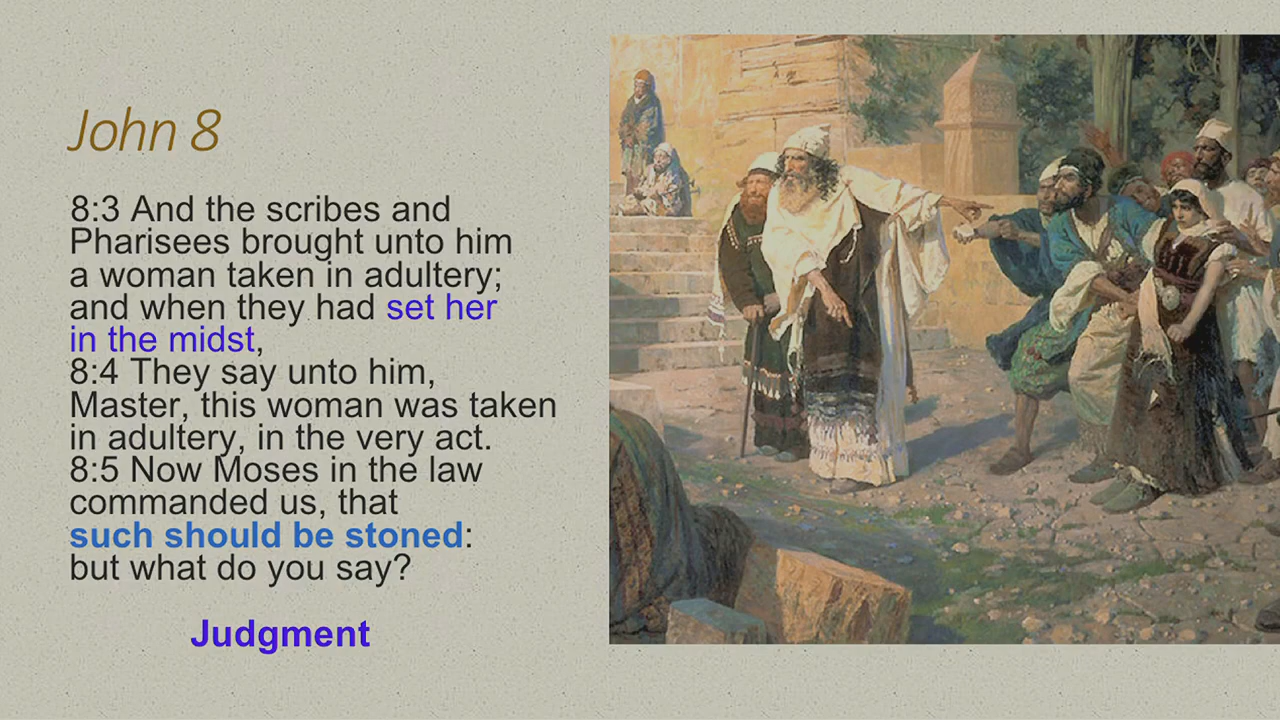 John 8
8:3 And the scribes and
Pharisees brought unto him
a woman taken in adultery;
and when they had set her
in the midst,
8:4 They say unto him,
Master, this woman was taken
in adultery, in the very act.
8:5 Now Moses in the law
commanded us, that
such should be stoned:
but what do you say?
Judgment